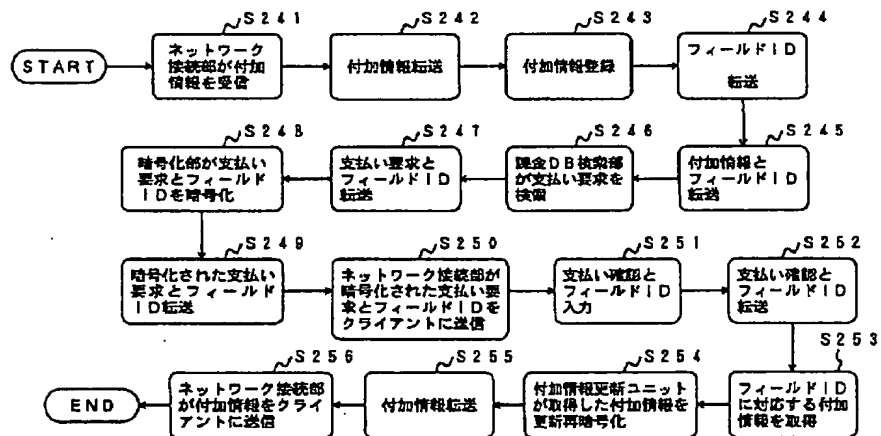 START
S241
ネットワーク
接続部が付加
情報を受信
S242
付加情報転送
S243
付加情報登録
S244
フィールドID
転送
S245
付加情報と
フィールドID
転送
S246
課金DB検索部
が支払い要求を
検索
S247
支払い要求と
フィールドID
転送
S248
暗号化部が支払い
要求とフィールド
IDを暗号化
S249
暗号化された支払い
要求とフィールド
ID転送
S250
ネットワーク接続部が
暗号化された支払い要
求とフィールドIDを
クライアントに送信
S251
支払い確認と
フィールドID
入力
S252
支払い確認と
フィールドID
転送
S253
フィールドID
に対応する付加
情報を取得
S254
付加情報更新ユニット
が取得した付加情報を
更新再暗号化
S255
付加情報転送
S256
ネットワーク接続部
が付加情報をクライ
アントに送信
END